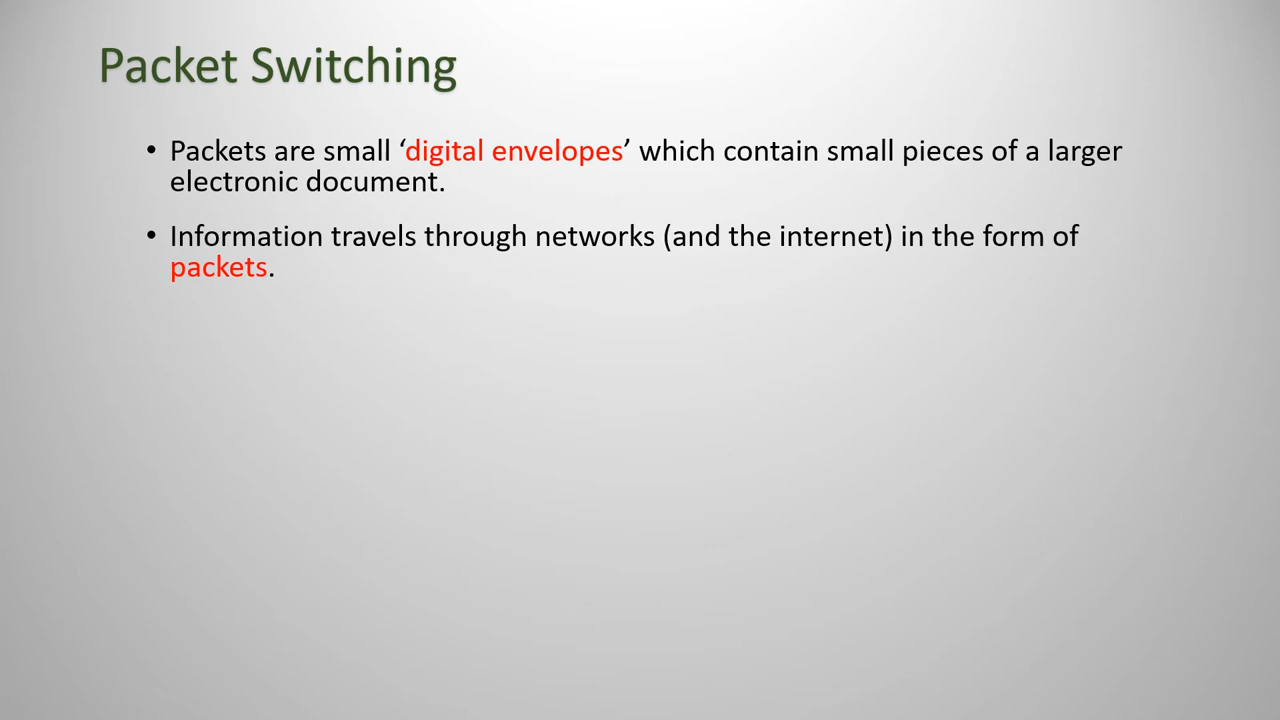 Packet Switching
• Packets are small ‘digital envelopes’ which contain small pieces of a larger
electronic document.
• Information travels through networks (and the internet) in the form of
packets.